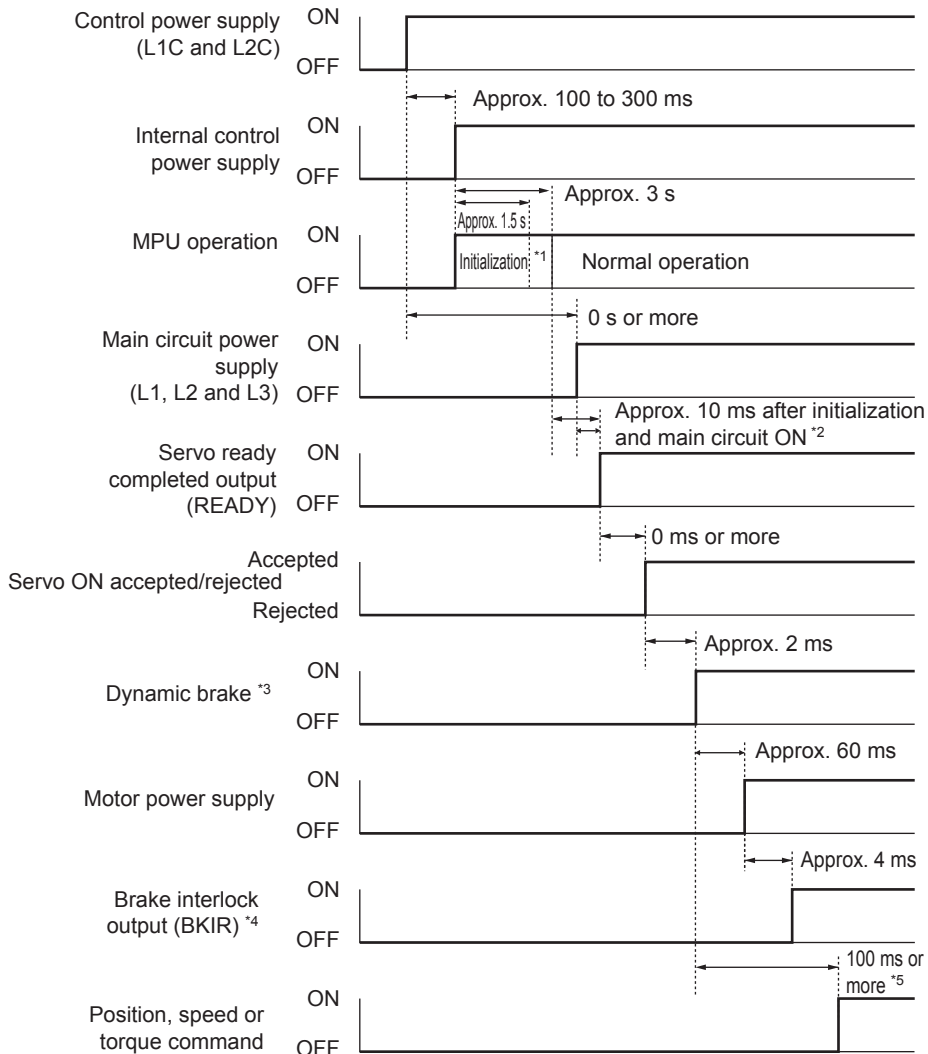 Control power supply
(L1C and L2C)
ON
OFF
Approx. 100 to 300 ms
Internal control
power supply
ON
OFF
Approx. 3 s
Approx. 1.5 s
MPU operation
ON
OFF
Initialization *1
Normal operation
0 s or more
Main circuit power
supply
(L1, L2 and L3)
ON
OFF
Approx. 10 ms after initialization
and main circuit ON *2
Servo ready
completed output
(READY)
ON
OFF
0 ms or more
Servo ON accepted/rejected
Accepted
Rejected
Approx. 2 ms
Dynamic brake *3
ON
OFF
Approx. 60 ms
Motor power supply
ON
OFF
Approx. 4 ms
Brake interlock
output (BKIR) *4
ON
OFF
100 ms or
more *5
Position, speed or
torque command
ON
OFF